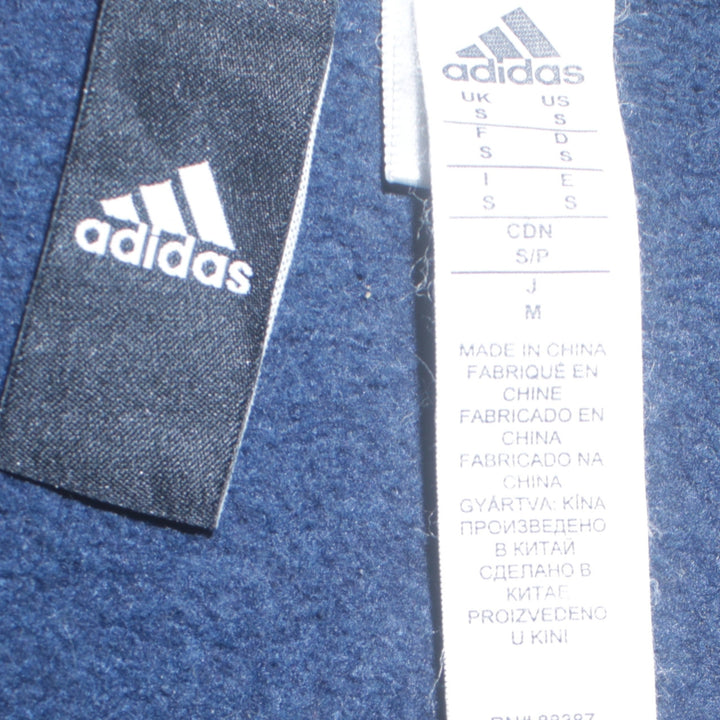 adidas
adidas
UK US
S S
F D
S S
I E
S S
CDN
S/P
J
M
MADE IN CHINA
FABRIQUÉ EN
CHINE
FABRICADO EN
CHINA
FABRICADO NA
CHINA
GYÁRTVA: KÍNA
ПРОИЗВЕДЕНО
В КИТАЙ
СДЕЛАНО В
КИТАЕ
PROIZVEDENO
U KINI